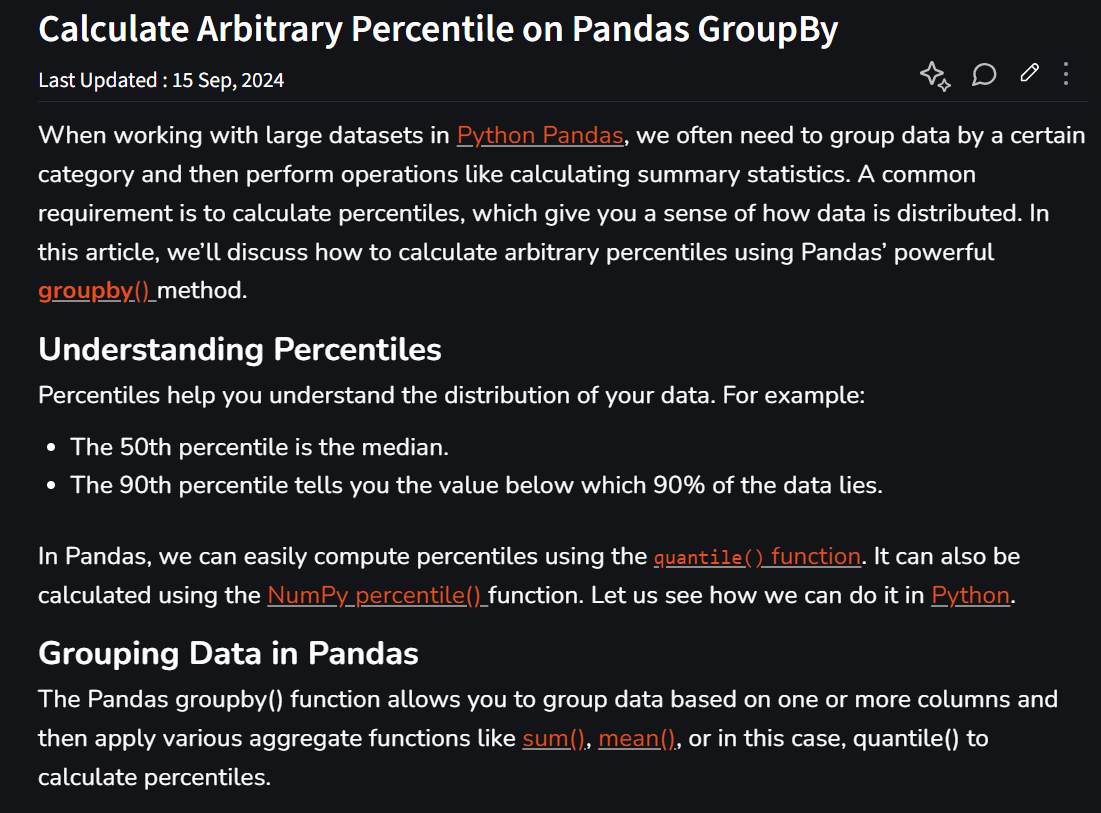 Calculate Arbitrary Percentile on Pandas GroupBy
Last Updated : 15 Sep, 2024
When working with large datasets in Python Pandas, we often need to group data by a certain
category and then perform operations like calculating summary statistics. A common
requirement is to calculate percentiles, which give you a sense of how data is distributed. In
this article, we’ll discuss how to calculate arbitrary percentiles using Pandas’ powerful
groupby() method.
Understanding Percentiles
Percentiles help you understand the distribution of your data. For example:
• The 50th percentile is the median.
• The 90th percentile tells you the value below which 90% of the data lies.
In Pandas, we can easily compute percentiles using the quantile() function. It can also be
calculated using the NumPy percentile() function. Let us see how we can do it in Python.
Grouping Data in Pandas
The Pandas groupby() function allows you to group data based on one or more columns and
then apply various aggregate functions like sum(), mean(), or in this case, quantile() to
calculate percentiles.